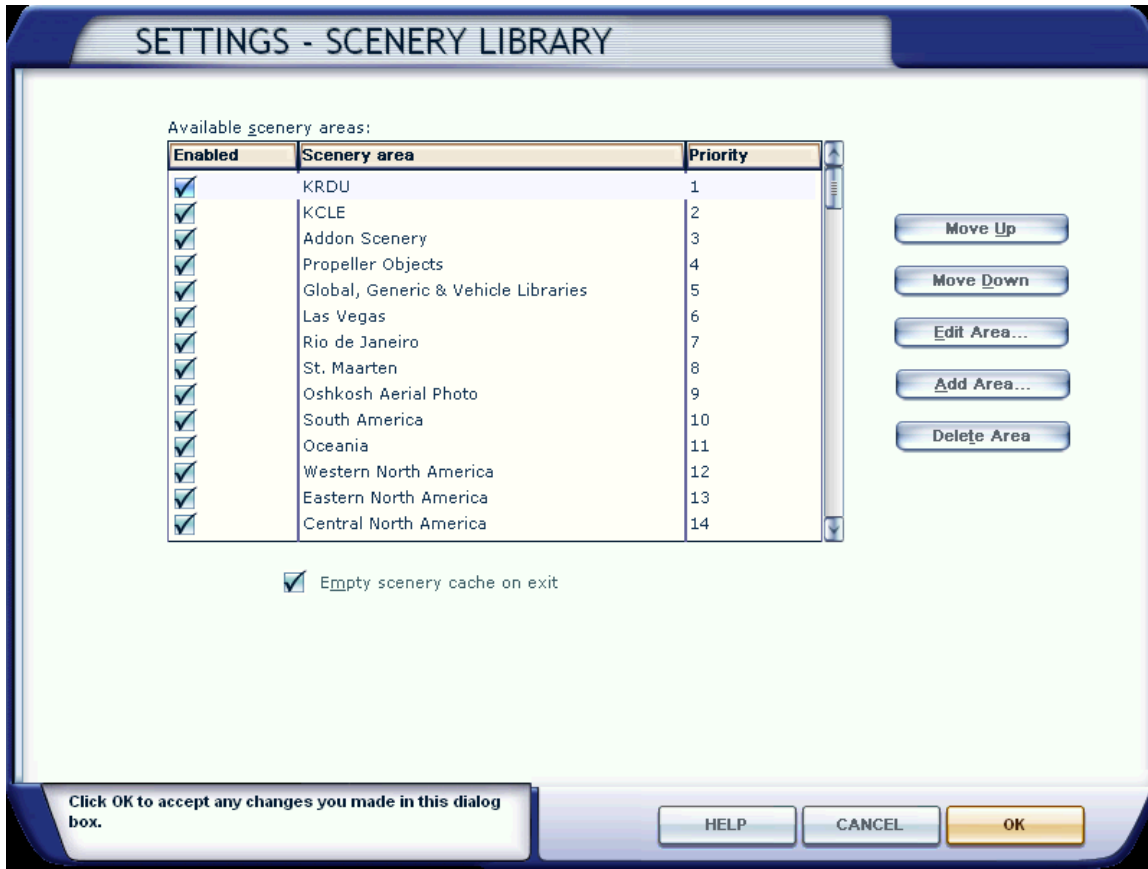 SETTINGS - SCENERY LIBRARY
Available scenery areas:
Enabled Scenery area Priority
KRDU 1
KCLE 2
Addon Scenery 3
Propeller Objects 4
Global, Generic & Vehicle Libraries 5
Las Vegas 6
Rio de Janeiro 7
St. Maarten 8
Oshkosh Aerial Photo 9
South America 10
Oceania 11
Western North America 12
Eastern North America 13
Central North America 14
Move Up
Move Down
Edit Area...
Add Area...
Delete Area
Empty scenery cache on exit
Click OK to accept any changes you made in this dialog
box.
HELP CANCEL OK